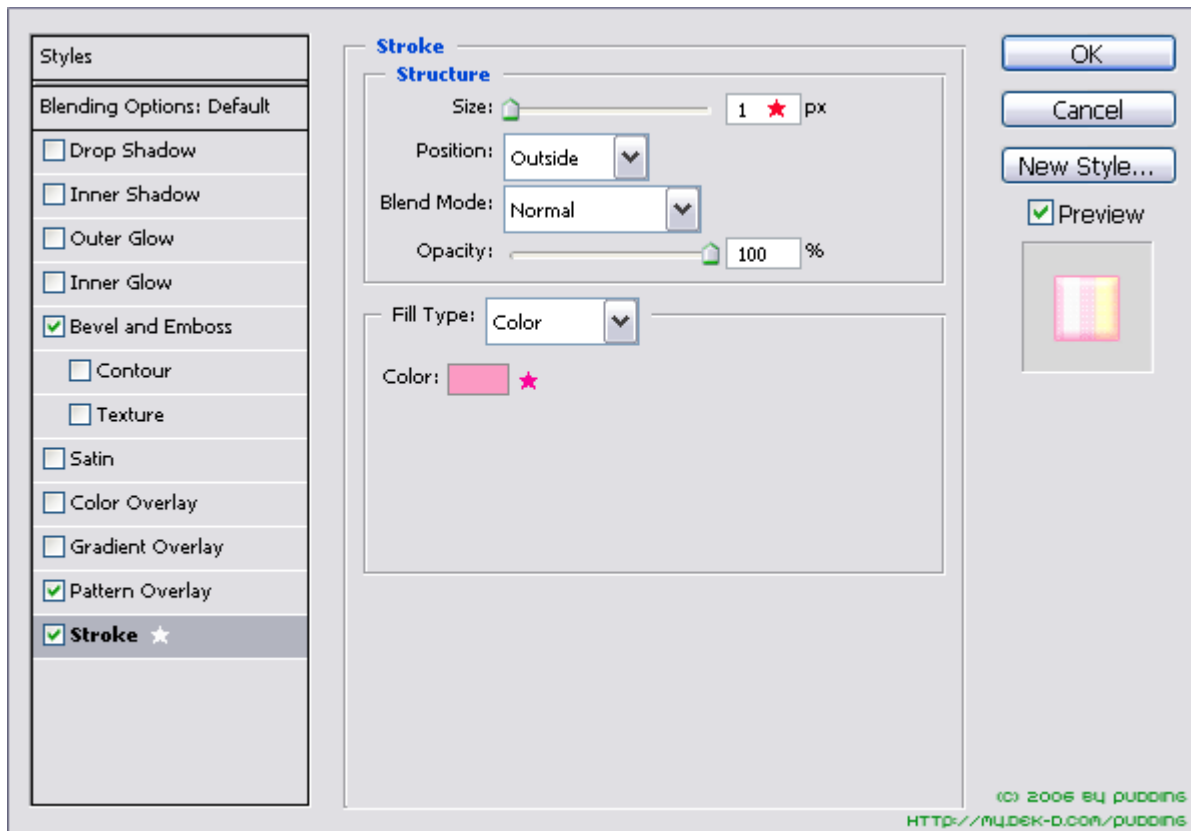 Styles
Blending Options: Default
Drop Shadow
Inner Shadow
Outer Glow
Inner Glow
Bevel and Emboss
Contour
Texture
Satin
Color Overlay
Gradient Overlay
Pattern Overlay
Stroke
Stroke
Structure
Size: 1 px
Position: Outside
Blend Mode: Normal
Opacity: 100 %
Fill Type: Color
Color:
OK
Cancel
New Style...
Preview
(C) 2006 BY PUDDING
HTTP://MY.DEK-D.COM/PUDDING